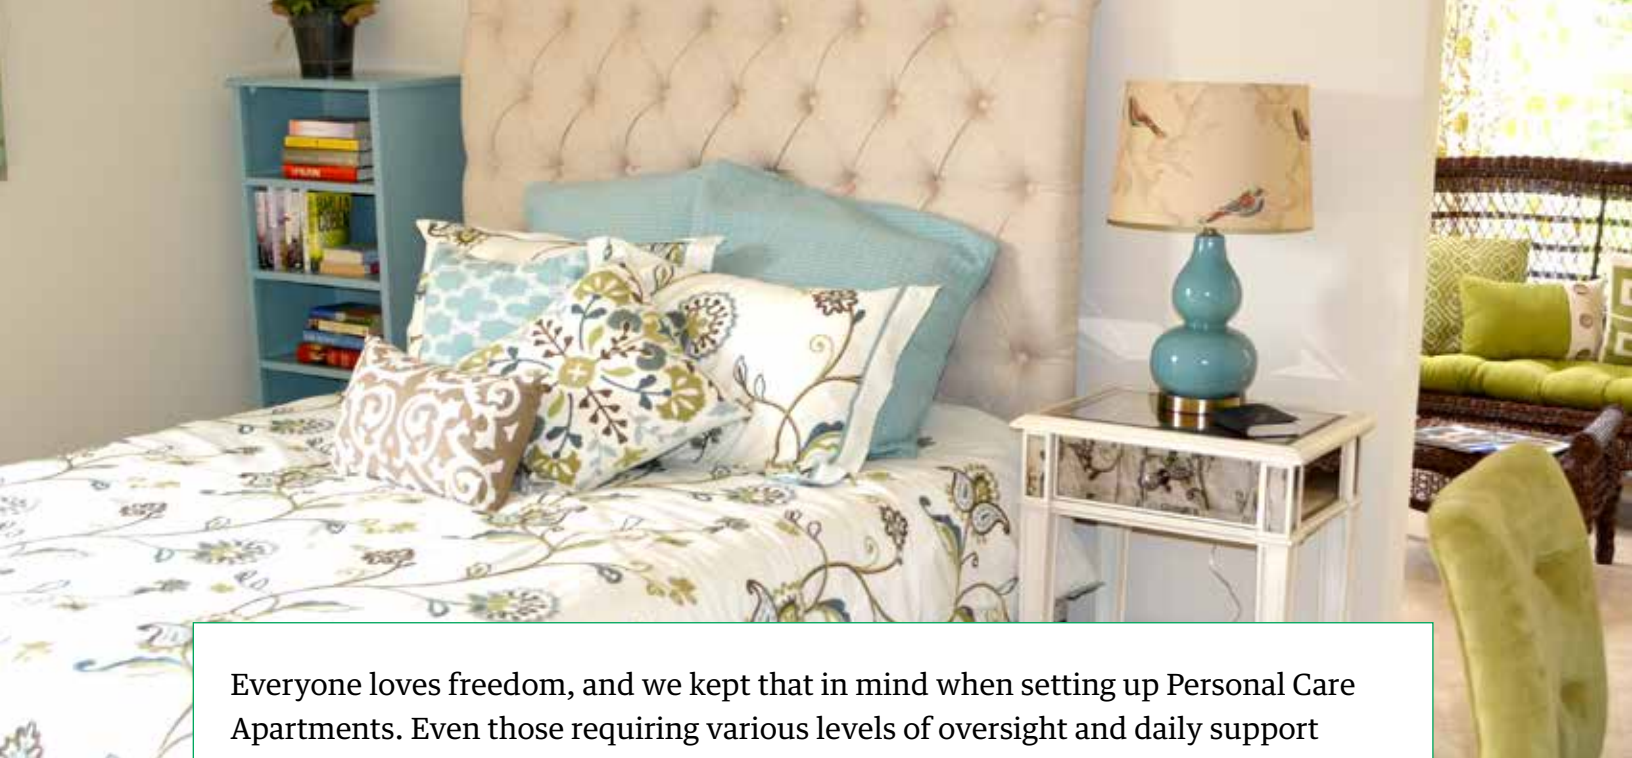 Everyone loves freedom, and we kept that in mind when setting up Personal Care
Apartments. Even those requiring various levels of oversight and daily support